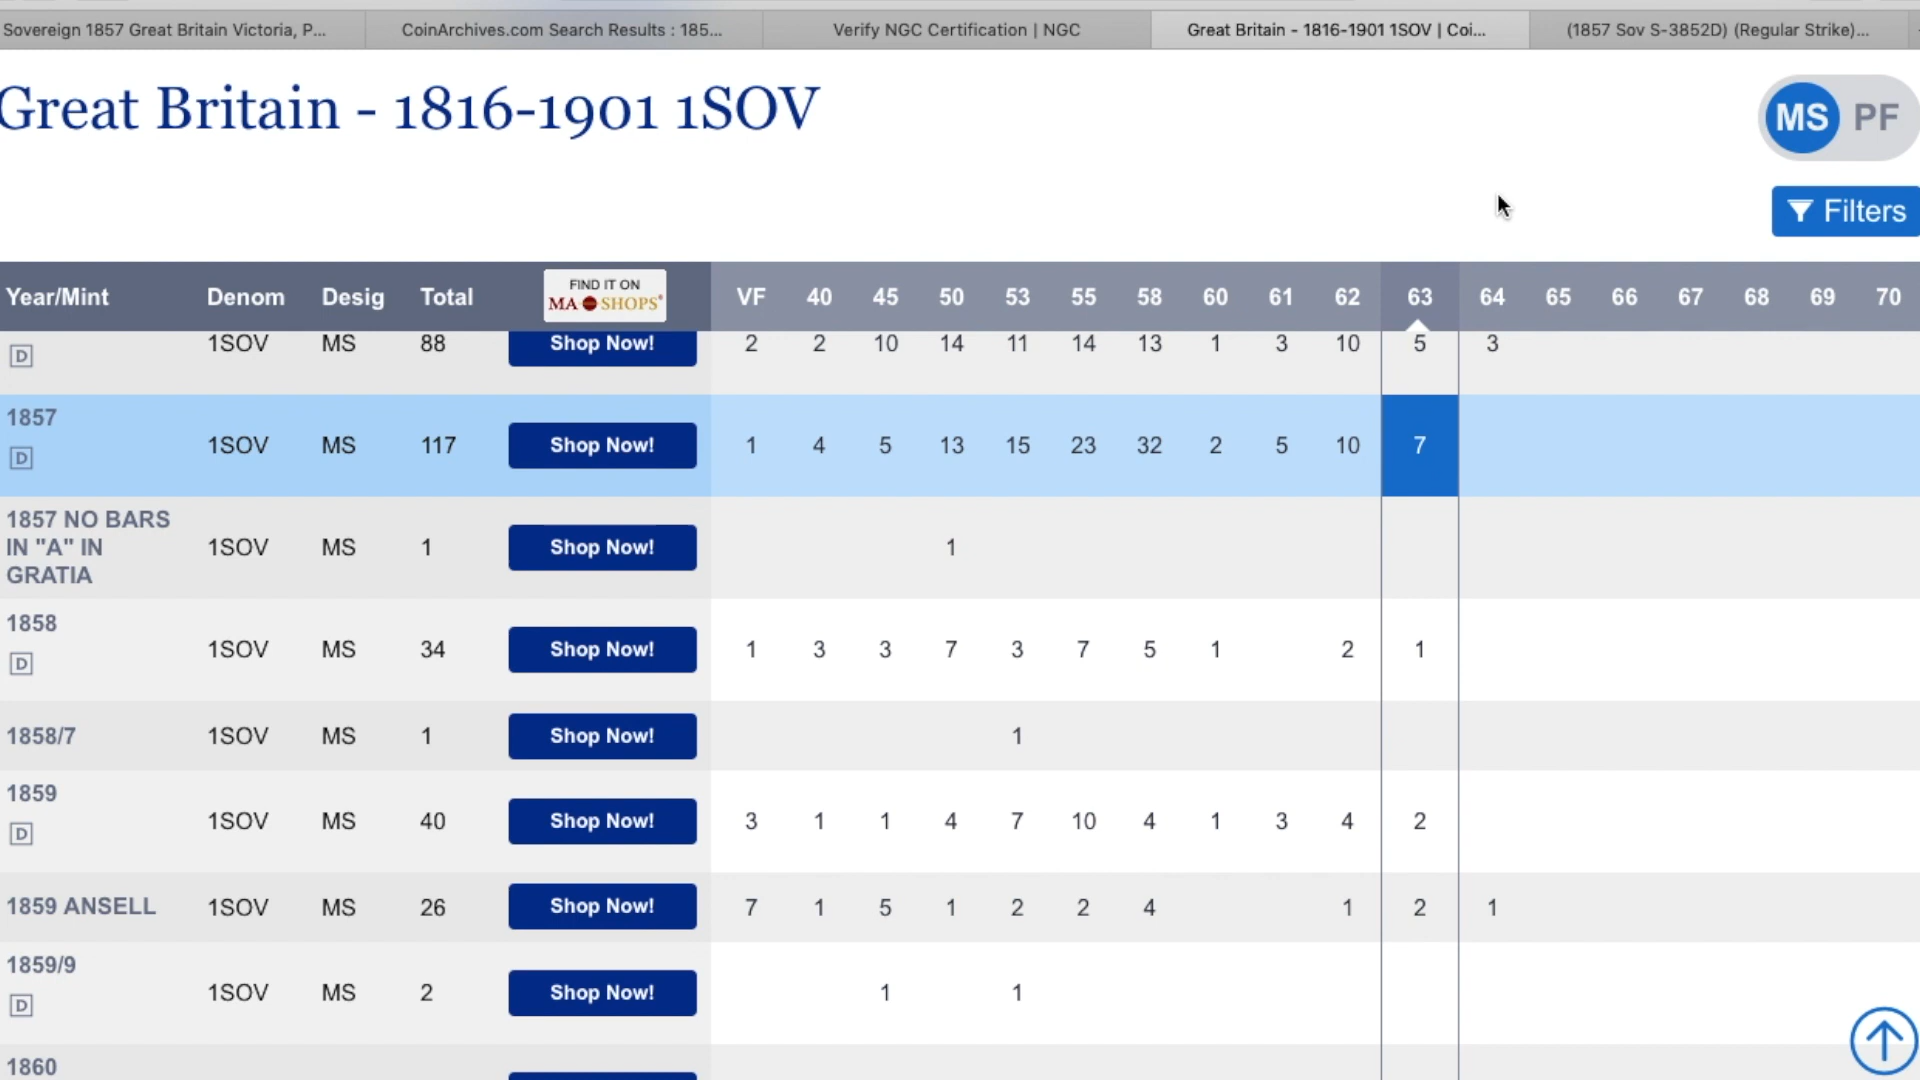 Sovereign 1857 Great Britain Victoria, P...
CoinArchives.com Search Results : 185...
Verify NGC Certification | NGC
Great Britain - 1816-1901 1SOV | Coi...
(1857 Sov S-3852D) (Regular Strike)...
Great Britain - 1816-1901 1SOV
MS PF
Filters
Year/Mint Denom Desig Total FIND IT ON MA SHOPS VF 40 45 50 53 55 58 60 61 62 63 64 65 66 67 68 69 70
D 1SOV MS 88 Shop Now! 2 2 10 14 11 14 13 1 3 10 5 3
1857
D 1SOV MS 117 Shop Now! 1 4 5 13 15 23 32 2 5 10 7
1857 NO BARS
IN "A" IN 1SOV MS 1 Shop Now! 1
GRATIA
1858
D 1SOV MS 34 Shop Now! 1 3 3 7 3 7 5 1 2 1
1858/7 1SOV MS 1 Shop Now! 1
1859
D 1SOV MS 40 Shop Now! 3 1 1 4 7 10 4 1 3 4 2
1859 ANSELL 1SOV MS 26 Shop Now! 7 1 5 1 2 2 4 1 2 1
1859/9
D 1SOV MS 2 Shop Now! 1 1
1860